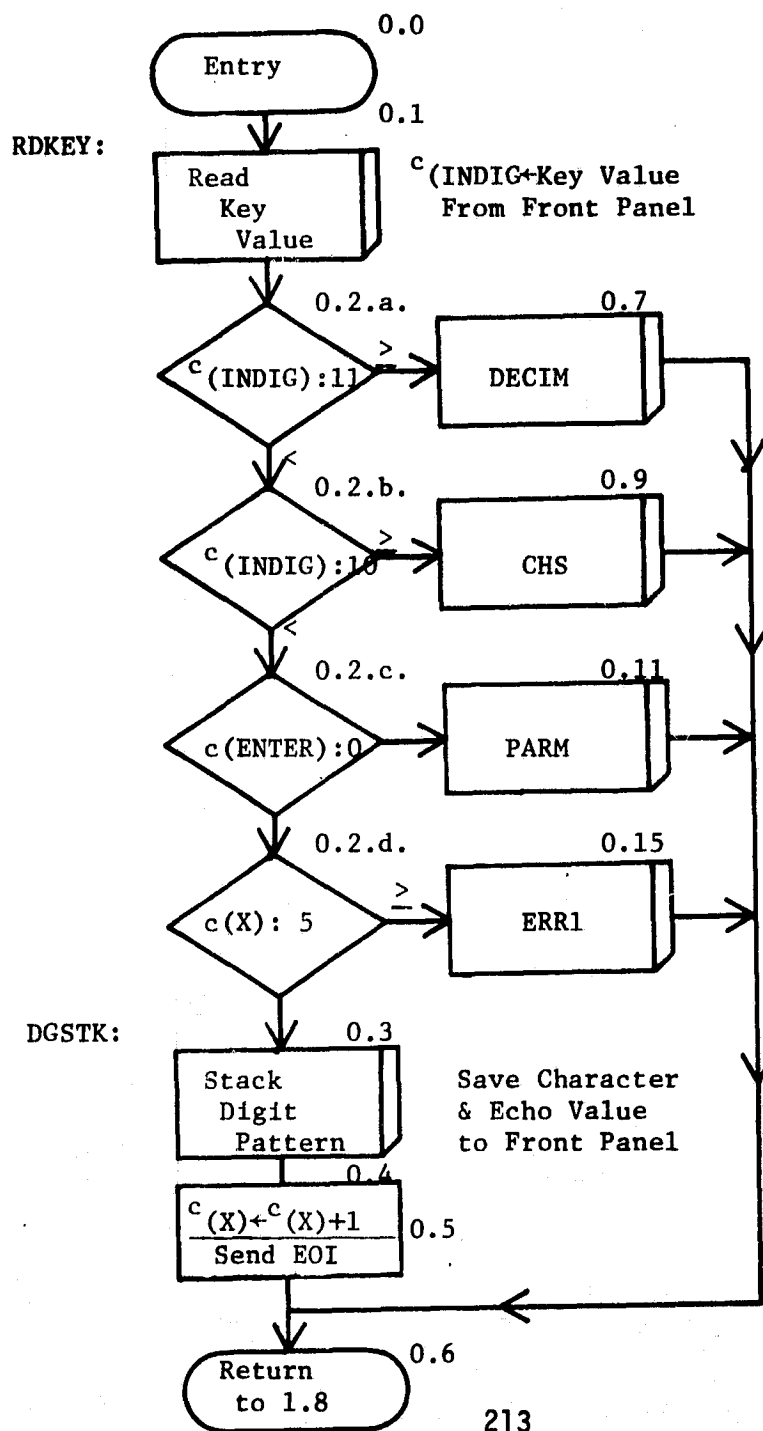 0.0
Entry
0.1
RDKEY:
Read
Key
Value
c(INDIG←Key Value
From Front Panel
0.2.a.
c(INDIG):11
≥
0.7
DECIM
<
0.2.b.
c(INDIG):10
≥
0.9
CHS
<
0.2.c.
c(ENTER):0
0.11
PARM
0.2.d.
c(X): 5
≥
0.15
ERR1
DGSTK:
0.3
Stack
Digit
Pattern
Save Character
& Echo Value
to Front Panel
0.4
c(X)←c(X)+1
0.5
Send EOI
0.6
Return
to 1.8
213